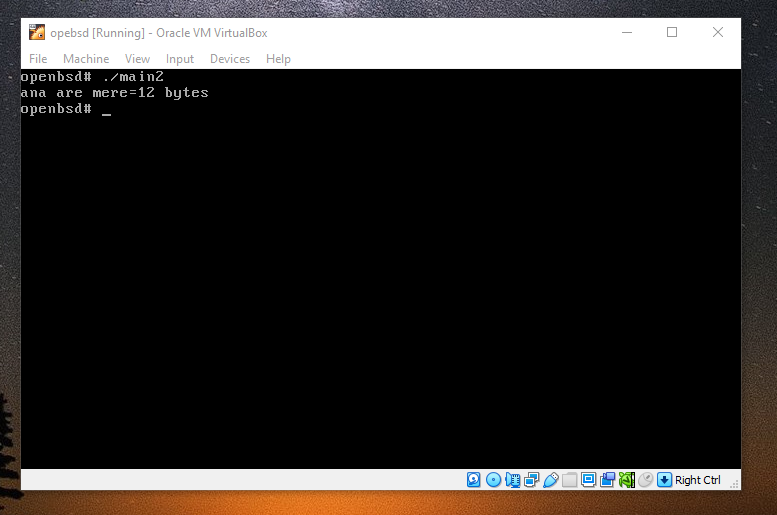 opebsd [Running] - Oracle VM VirtualBox
File Machine View Input Devices Help
openbsd# ./main2
ana are mere=12 bytes
openbsd# _
Right Ctrl